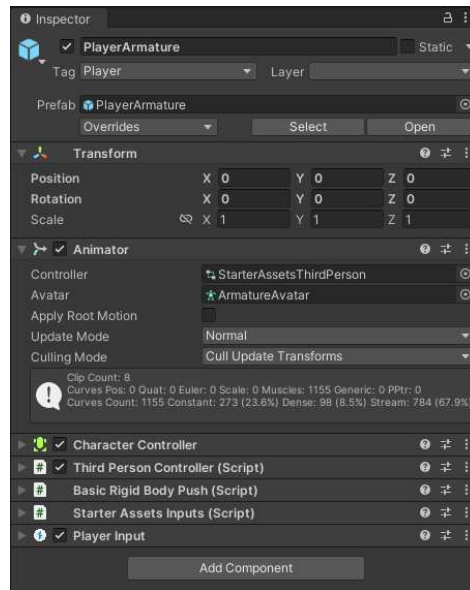 Inspector
PlayerArmature Static
Tag Player Layer
Prefab PlayerArmature
Overrides Select Open
Transform
Position X 0 Y 0 Z 0
Rotation X 0 Y 0 Z 0
Scale X 1 Y 1 Z 1
Animator
Controller StarterAssetsThirdPerson
Avatar ArmatureAvatar
Apply Root Motion
Update Mode Normal
Culling Mode Cull Update Transforms
Clip Count: 8
Curves Pos: 0 Quat: 0 Euler: 0 Scale: 0 Muscles: 1155 Generic: 0 PPtr: 0
Curves Count: 1155 Constant: 273 (23.6%) Dense: 98 (8.5%) Stream: 784 (67.9%)
Character Controller
# Third Person Controller (Script)
# Basic Rigid Body Push (Script)
# Starter Assets Inputs (Script)
Player Input
Add Component